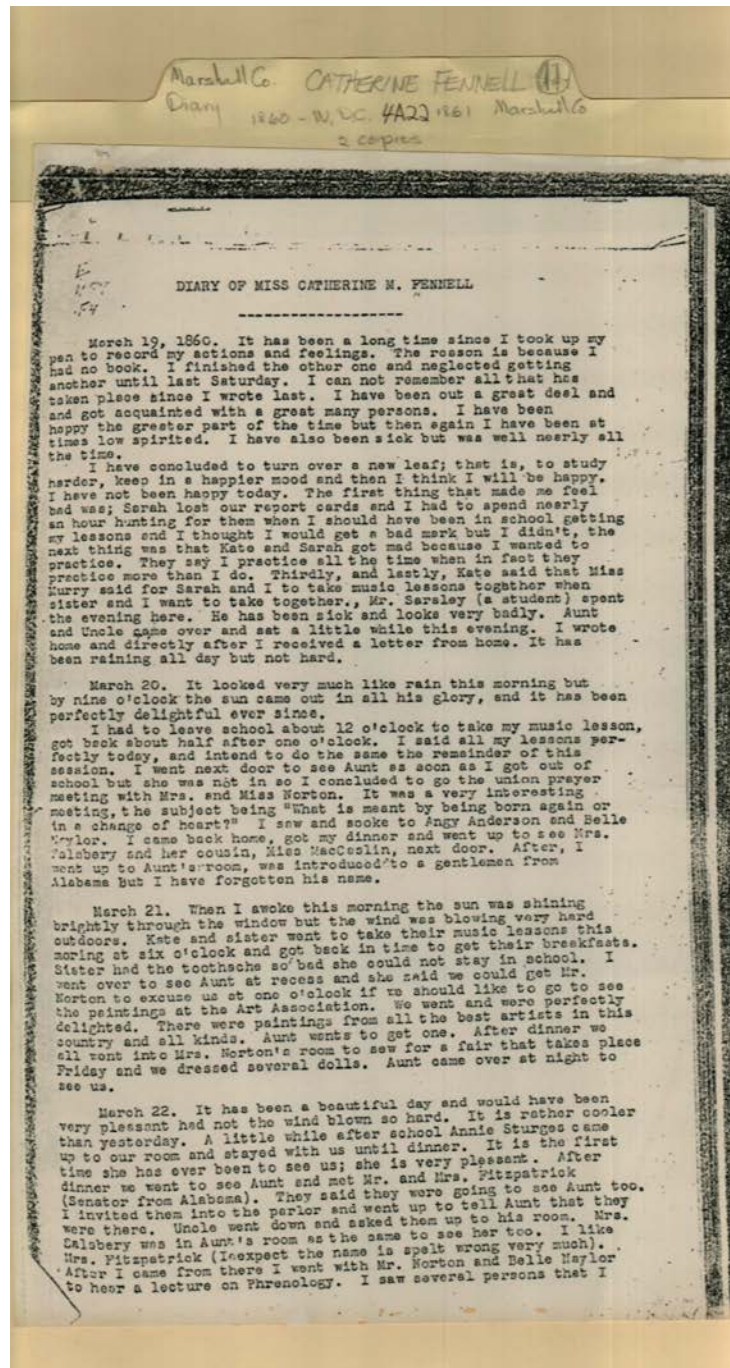 Marshall Co. CATHERINE FENNELL
Diary 1860 - W.D.C. 4A22 1861 Marshall Co
2 copies
E
.F4
DIARY OF MISS CATHERINE M. FENNELL
-------------------
March 19, 1860. It has been a long time since I took up my
pen to record my actions and feelings. The reason is because I
had no book. I finished the other one and neglected getting
another until last Saturday. I can not remember all that has
taken place since I wrote last. I have been out a great deal and
and got acquainted with a great many persons. I have been
happy the greater part of the time but then again I have been at
times low spirited. I have also been sick but was well nearly all
the time.
I have concluded to turn over a new leaf; that is, to study
harder, keep in a happier mood and then I think I will be happy.
I have not been happy today. The first thing that made me feel
bad was; Sarah lost our report cards and I had to spend nearly
an hour hunting for them when I should have been in school getting
my lessons and I thought I would get a bad mark but I didn't, the
next thing was that Kate and Sarah got mad because I wanted to
practice. They say I practice all the time when in fact they
practice more than I do. Thirdly, and lastly, Kate said that Miss
Murry said for Sarah and I to take music lessons togather when
sister and I want to take together., Mr. Sarsley (a student) spent
the evening here. He has been sick and looks very badly. Aunt
and Uncle came over and sat a little while this evening. I wrote
home and directly after I received a letter from home. It has
been raining all day but not hard.
March 20. It looked very much like rain this morning but
by nine o'clock the sun came out in all his glory, and it has been
perfectly delightful ever since.
I had to leave school about 12 o'clock to take my music lesson,
got back about half after one o'clock. I said all my lessons per-
fectly today, and intend to do the same the remainder of this
session. I went next door to see Aunt as soon as I got out of
school but she was not in so I concluded to go the union prayer
meeting with Mrs. and Miss Norton. It was a very interesting
meeting, the subject being "What is meant by being born again or
in a change of heart?" I saw and spoke to Angy Anderson and Belle
Naylor. I came back home, got my dinner and went up to see Mrs.
Salsbery and her cousin, Miss MacCaslin, next door. After, I
went up to Aunt's room, was introduced to a gentlemen from
Alabama But I have forgotten his name.
March 21. When I awoke this morning the sun was shining
brightly through the window but the wind was blowing very hard
outdoors. Kate and sister went to take their music lessons this
moring at six o'clock and got back in time to get their breakfasts.
Sister had the toothache so bad she could not stay in school. I
went over to see Aunt at recess and she said we could get Mr.
Norton to excuse us at one o'clock if we should like to go to see
the paintings at the Art Association. We went and were perfectly
delighted. There were paintings from all the best artists in this
country and all kinds. Aunt wants to get one. After dinner we
all went into Mrs. Norton's room to sew for a fair that takes place
Friday and we dressed several dolls. Aunt came over at night to
see us.
March 22. It has been a beautiful day and would have been
very pleasant had not the wind blown so hard. It is rather cooler
than yesterday. A little while after school Annie Sturges came
up to our room and stayed with us until dinner. It is the first
time she has ever been to see us; she is very pleasant. After
dinner we went to see Aunt and met Mr. and Mrs. Fitzpatrick
(Senator from Alabama). They said they were going to see Aunt too.
I invited them into the parlor and went up to tell Aunt that they
were there. Uncle went down and asked them up to his room. Mrs.
Salsbery was in Aunt's room as the same to see her too. I like
Mrs. Fitzpatrick (I expect the name is spelt wrong very much).
After I came from there I went with Mr. Norton and Belle Naylor
to hear a lecture on Phrenology. I saw several persons that I